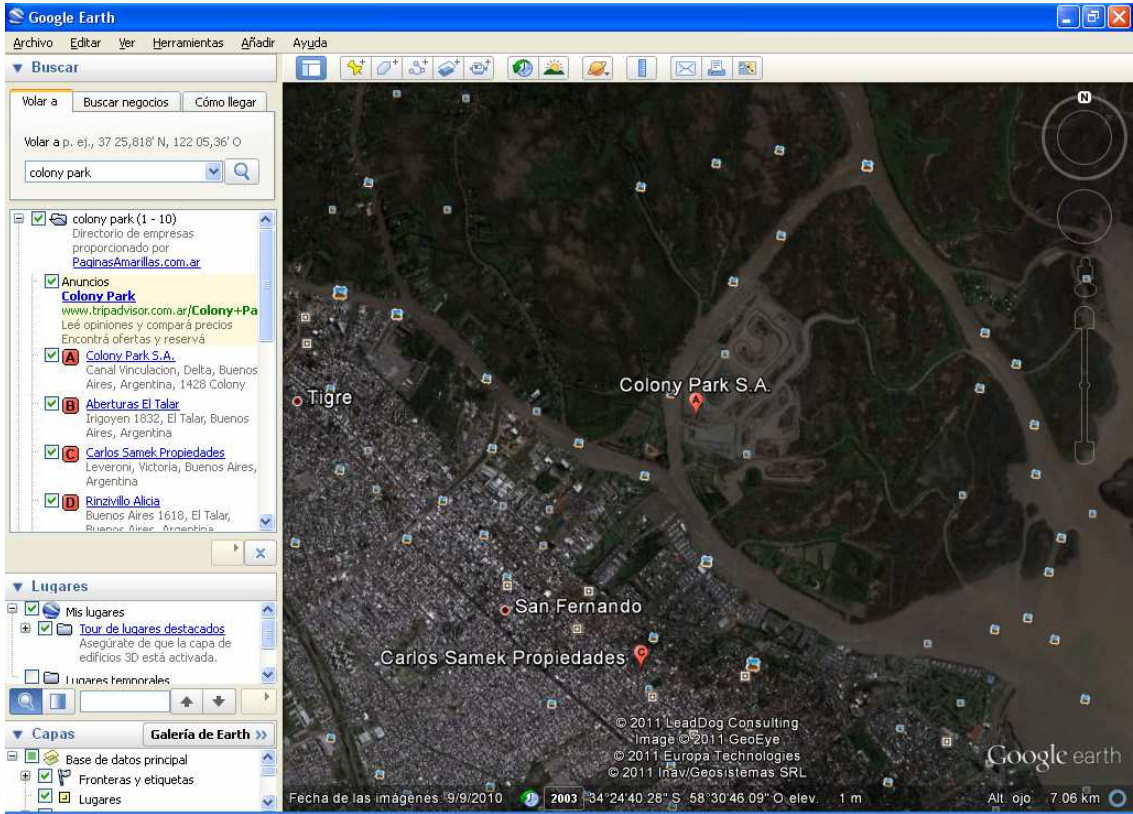 Google Earth
Archivo Editar Ver Herramientas Añadir Ayuda
Buscar
Volar a Buscar negocios Cómo llegar
Volar a p. ej., 37 25,818' N, 122 05,36' O
colony park
colony park (1 - 10)
Directorio de empresas
proporcionado por
PaginasAmarillas.com.ar
Anuncios
Colony Park
www.tripadvisor.com.ar/Colony+Pa
Leé opiniones y compará precios
Encontrá ofertas y reservá
A Colony Park S.A.
Canal Vinculacion, Delta, Buenos
Aires, Argentina, 1428 Colony
B Aberturas El Talar
Irigoyen 1832, El Talar, Buenos
Aires, Argentina
C Carlos Samek Propiedades
Leveroni, Victoria, Buenos Aires,
Argentina
D Rinzivillo Alicia
Buenos Aires 1618, El Talar,
Buenos Aires, Argentina
Lugares
Mis lugares
Tour de lugares destacados
Asegúrate de que la capa de
edificios 3D está activada.
Lugares temporales
Capas Galería de Earth >>
Base de datos principal
Fronteras y etiquetas
Lugares
N
Colony Park S.A.
A
Tigre
San Fernando
Carlos Samek Propiedades
C
© 2011 LeadDog Consulting
Image © 2011 GeoEye
© 2011 Europa Technologies
© 2011 Inav/Geosistemas SRL
Google earth
Fecha de las imágenes: 9/9/2010 2003 34°24'40.28" S 58°30'46.09" O elev. 1 m Alt. ojo 7.06 km